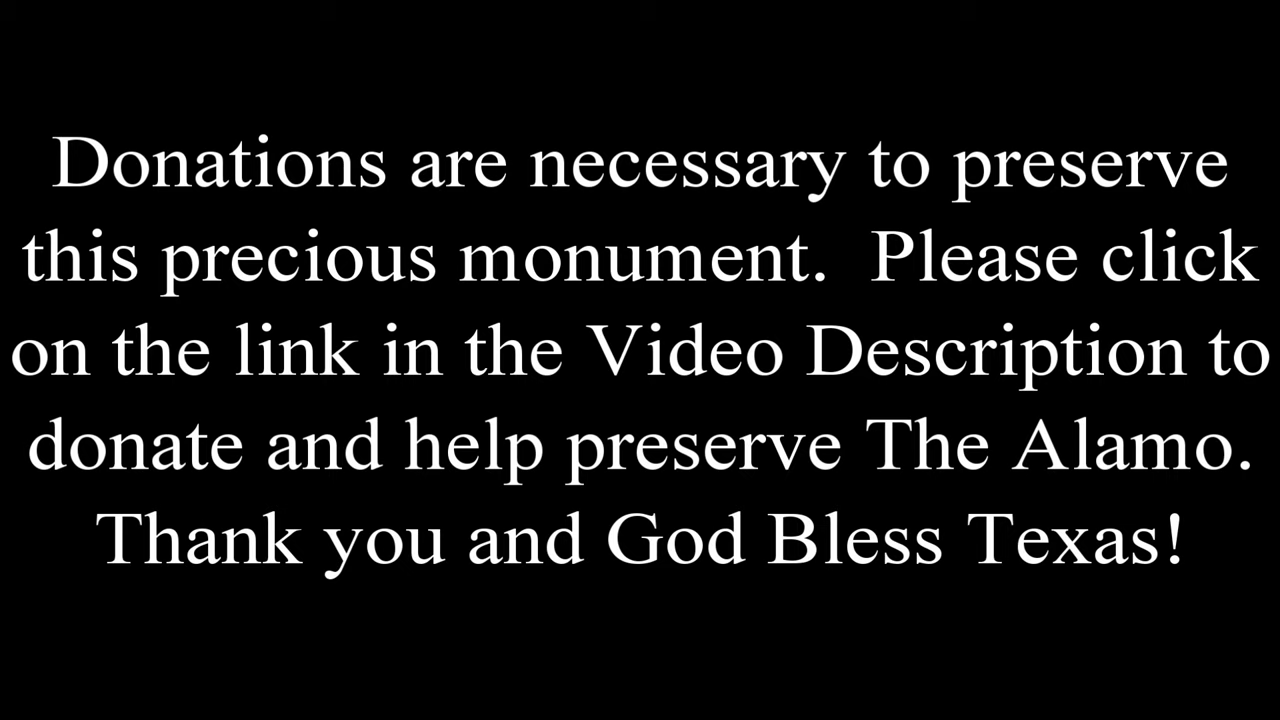 Donations are necessary to preserve
this precious monument.  Please click
on the link in the Video Description to
donate and help preserve The Alamo.
Thank you and God Bless Texas!